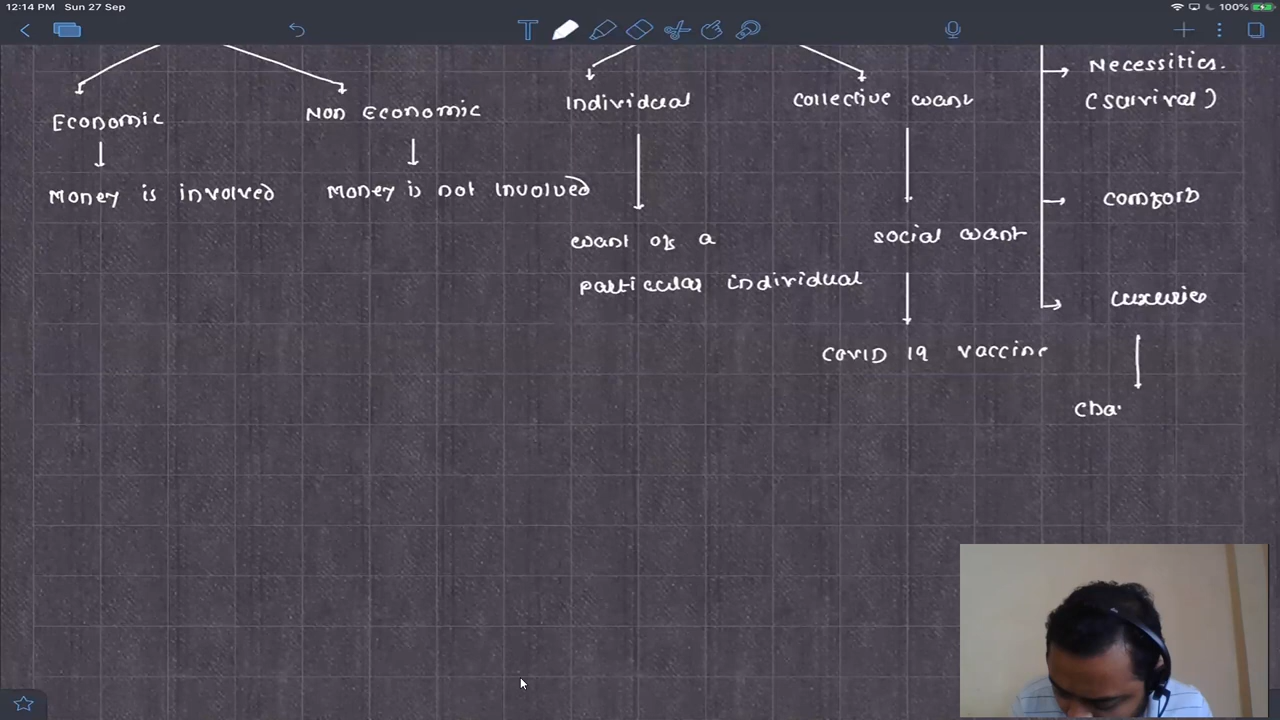 12:14 PM Sun 27 Sep
100%
T
Necessities.
(Survival)
Economic
Non Economic
Individual
Collective want
Money is involved
Money is not involved
Comfort
want of a
particular individual
social want
Luxuries
Covid 19 vaccine